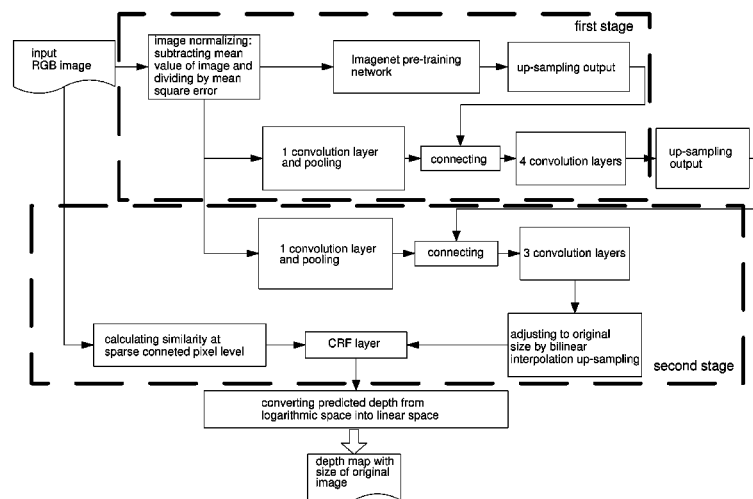 first stage
input
RGB image
image normalizing:
subtracting mean
value of image and
dividing by mean
square error
Imagenet pre-training
network
up-sampling output
1 convolution layer
and pooling
connecting
4 convolution layers
up-sampling
output
1 convolution layer
and pooling
connecting
3 convolution layers
calculating similarity at
sparse conneted pixel level
CRF layer
adjusting to original
size by bilinear
interpolation up-sampling
second stage
converting predicted depth from
logarithmic space into linear space
depth map with
size of original
image